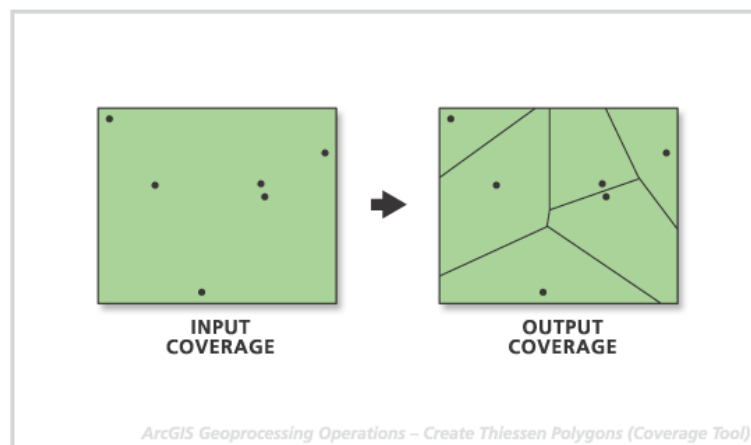 INPUT
COVERAGE
OUTPUT
COVERAGE
ArcGIS Geoprocessing Operations – Create Thiessen Polygons (Coverage Tool)